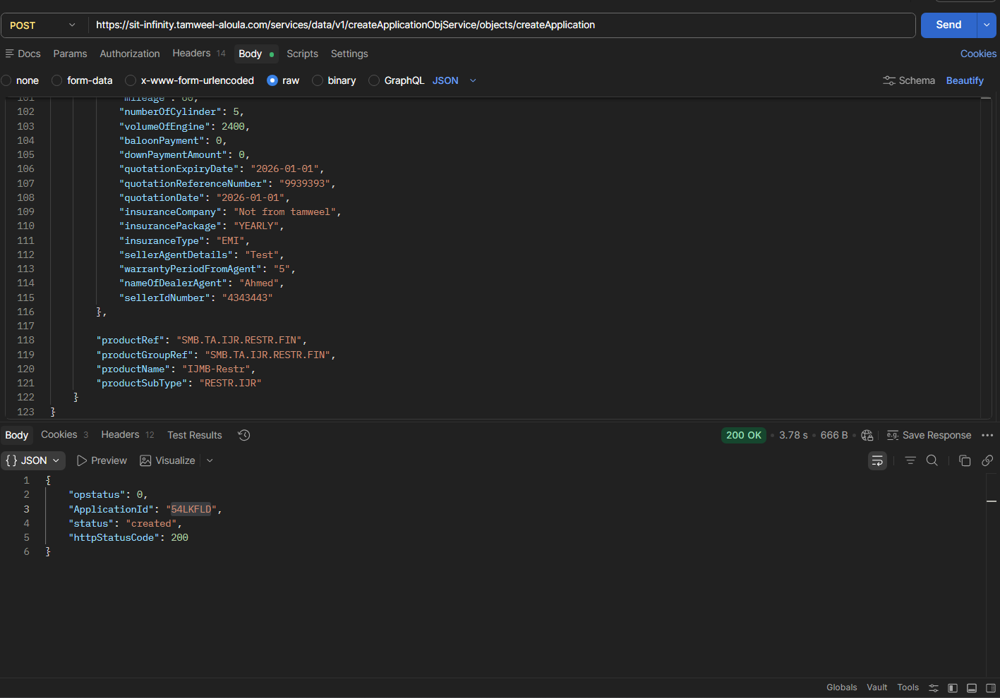 POST https://sit-infinity.tamweel-aloula.com/services/data/v1/createApplicationObjService/objects/createApplication Send
Docs Params Authorization Headers 14 Body Scripts Settings Cookies
none form-data x-www-form-urlencoded raw binary GraphQL JSON Schema Beautify
101 "mileage": 60,
102 "numberOfCylinder": 5,
103 "volumeOfEngine": 2400,
104 "baloonPayment": 0,
105 "downPaymentAmount": 0,
106 "quotationExpiryDate": "2026-01-01",
107 "quotationReferenceNumber": "9939393",
108 "quotationDate": "2026-01-01",
109 "insuranceCompany": "Not from tamweel",
110 "insurancePackage": "YEARLY",
111 "insuranceType": "EMI",
112 "sellerAgentDetails": "Test",
113 "warrantyPeriodFromAgent": "5",
114 "nameOfDealerAgent": "Ahmed",
115 "sellerIdNumber": "4343443"
116 },
117
118 "productRef": "SMB.TA.IJR.RESTR.FIN",
119 "productGroupRef": "SMB.TA.IJR.RESTR.FIN",
120 "productName": "IJMB-Restr",
121 "productSubType": "RESTR.IJR"
122 }
123 }
Body Cookies 3 Headers 12 Test Results 200 OK • 3.78 s • 666 B • e.g. Save Response
{} JSON Preview Visualize
1 {
2 "opstatus": 0,
3 "ApplicationId": "54LKFLD",
4 "status": "created",
5 "httpStatusCode": 200
6 }
Globals Vault Tools